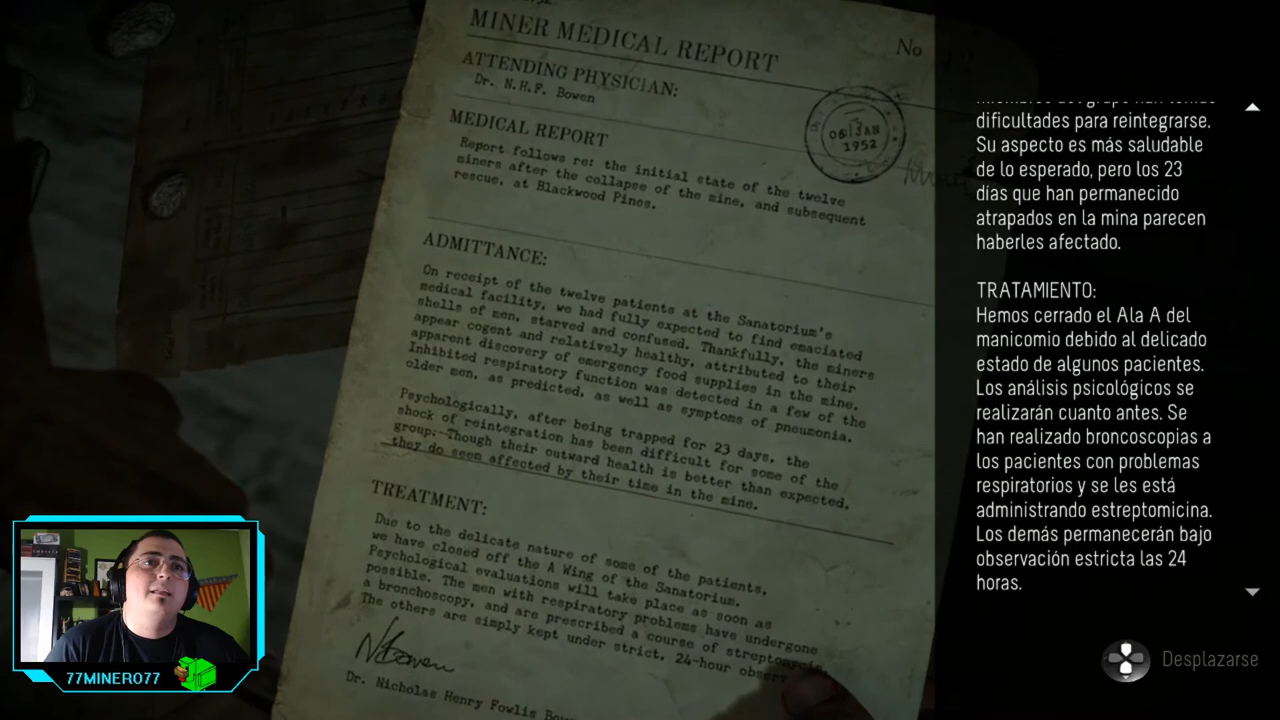 MINER MEDICAL REPORT
No
ATTENDING PHYSICIAN:
Dr. N.H.F. Bowen
MEDICAL REPORT
Report follows re: the initial state of the twelve
miners after the collapse of the mine, and subsequent
rescue, at Blackwood Pines.
JAN
1952
ADMITTANCE:
On receipt of the twelve patients at the Sanatorium's
medical facility, we had fully expected to find emaciated
shells of men, starved and confused. Thankfully, the miners
appear cogent and relatively healthy, attributed to their
apparent discovery of emergency food supplies in the mine.
Inhibited respiratory function was detected in a few of the
older men, as predicted, as well as symptoms of pneumonia.
Psychologically, after being trapped for 23 days, the
shock of reintegration has been difficult for some of the
group. Though their outward health is better than expected,
they do seem affected by their time in the mine.
TREATMENT:
Due to the delicate nature of some of the patients,
we have closed off the A Wing of the Sanatorium.
Psychological evaluations will take place as soon as
possible. The men with respiratory problems have undergone
a bronchoscopy, and are prescribed a course of
The others are simply kept under strict, 24-hour
NBowen
Dr. Nicholas Henry Fowlis Bowen
dificultades para reintegrarse.
Su aspecto es más saludable
de lo esperado, pero los 23
días que han permanecido
atrapados en la mina parecen
haberles afectado.
TRATAMIENTO:
Hemos cerrado el Ala A del
manicomio debido al delicado
estado de algunos pacientes.
Los análisis psicológicos se
realizarán cuanto antes. Se
han realizado broncoscopias a
los pacientes con problemas
respiratorios y se les está
administrando estreptomicina.
Los demás permanecerán bajo
observación estricta las 24
horas.
Desplazarse
77MINERO77